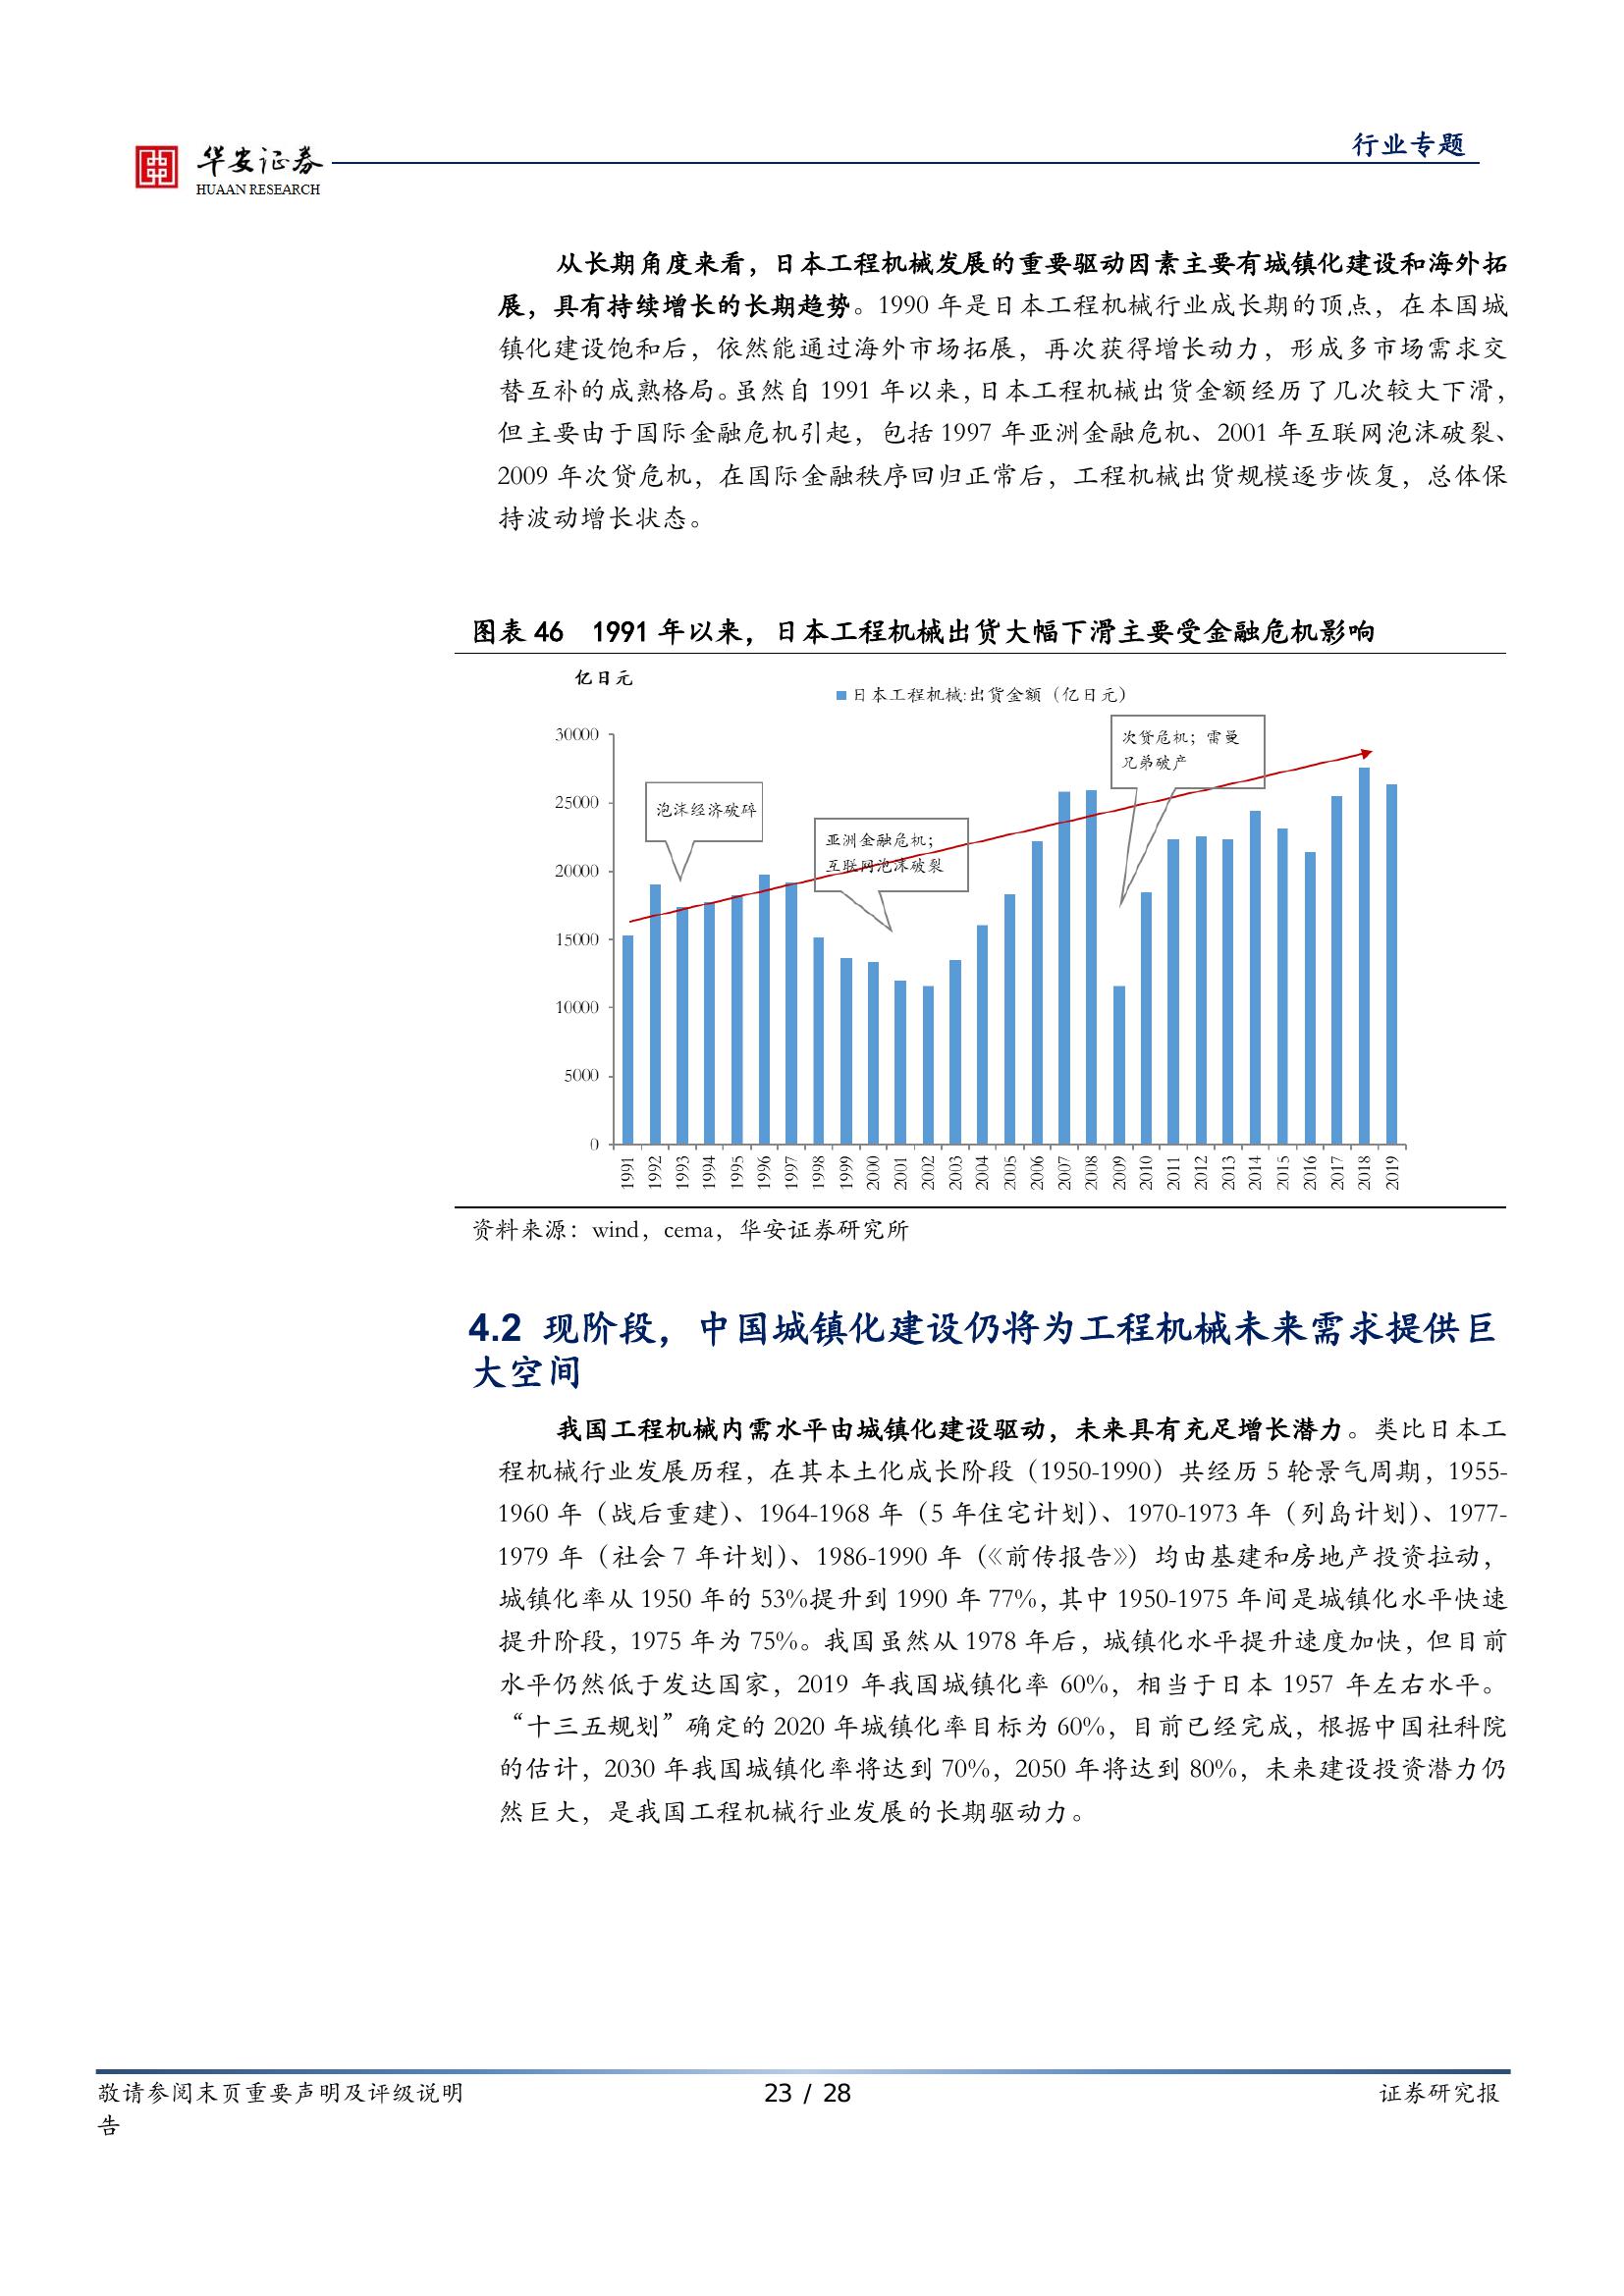 华安证券
HUAAN RESEARCH
行业专题
从长期角度来看，日本工程机械发展的重要驱动因素主要有城镇化建设和海外拓
展，具有持续增长的长期趋势。1990 年是日本工程机械行业成长期的顶点，在本国城
镇化建设饱和后，依然能通过海外市场拓展，再次获得增长动力，形成多市场需求交
替互补的成熟格局。虽然自 1991 年以来，日本工程机械出货金额经历了几次较大下滑，
但主要由于国际金融危机引起，包括 1997 年亚洲金融危机、2001 年互联网泡沫破裂、
2009 年次贷危机，在国际金融秩序回归正常后，工程机械出货规模逐步恢复，总体保
持波动增长状态。
图表 46 1991 年以来，日本工程机械出货大幅下滑主要受金融危机影响
亿日元
日本工程机械:出货金额（亿日元）
30000
25000
20000
15000
10000
5000
0
泡沫经济破碎
亚洲金融危机；
互联网泡沫破裂
次贷危机；雷曼
兄弟破产
1991 1992 1993 1994 1995 1996 1997 1998 1999 2000 2001 2002 2003 2004 2005 2006 2007 2008 2009 2010 2011 2012 2013 2014 2015 2016 2017 2018 2019
资料来源：wind，cema，华安证券研究所
4.2 现阶段，中国城镇化建设仍将为工程机械未来需求提供巨
大空间
我国工程机械内需水平由城镇化建设驱动，未来具有充足增长潜力。类比日本工
程机械行业发展历程，在其本土化成长阶段（1950-1990）共经历 5 轮景气周期，1955-
1960 年（战后重建）、1964-1968 年（5 年住宅计划）、1970-1973 年（列岛计划）、1977-
1979 年（社会 7 年计划）、1986-1990 年（《前传报告》）均由基建和房地产投资拉动，
城镇化率从 1950 年的 53%提升到 1990 年 77%，其中 1950-1975 年间是城镇化水平快速
提升阶段，1975 年为 75%。我国虽然从 1978 年后，城镇化水平提升速度加快，但目前
水平仍然低于发达国家，2019 年我国城镇化率 60%，相当于日本 1957 年左右水平。
“十三五规划”确定的 2020 年城镇化率目标为 60%，目前已经完成，根据中国社科院
的估计，2030 年我国城镇化率将达到 70%，2050 年将达到 80%，未来建设投资潜力仍
然巨大，是我国工程机械行业发展的长期驱动力。
敬请参阅末页重要声明及评级说明
23 / 28
证券研究报
告